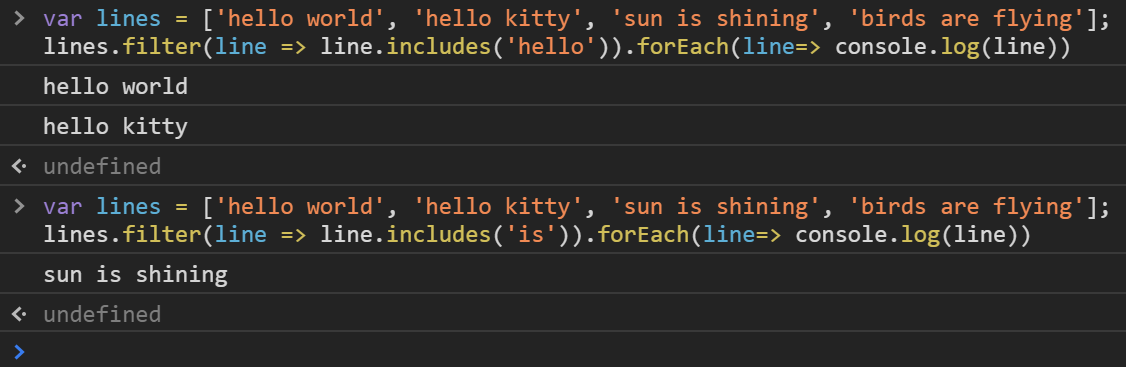 > var lines = ['hello world', 'hello kitty', 'sun is shining', 'birds are flying'];
lines.filter(line => line.includes('hello')).forEach(line=> console.log(line))
hello world
hello kitty
undefined
> var lines = ['hello world', 'hello kitty', 'sun is shining', 'birds are flying'];
lines.filter(line => line.includes('is')).forEach(line=> console.log(line))
sun is shining
undefined
>